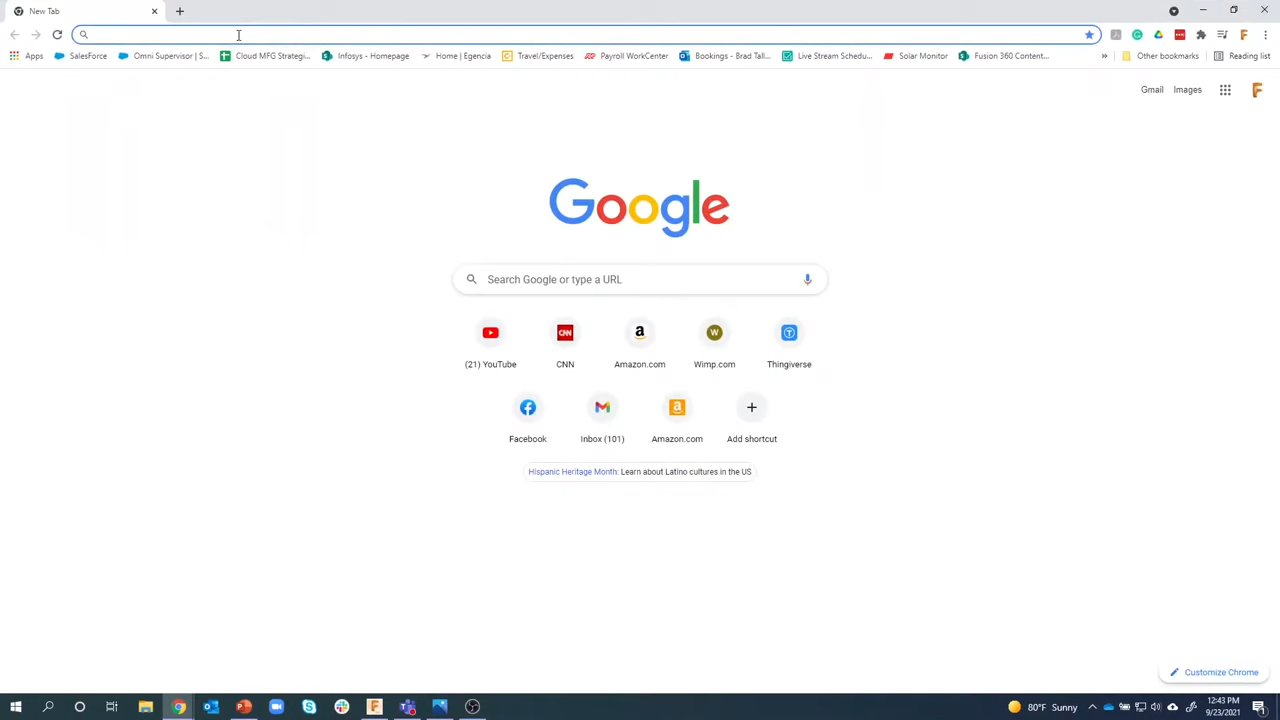 New Tab
Apps SalesForce Omni Supervisor | S... Cloud MFG Strategi... Infosys - Homepage Home | Egencia Travel/Expenses Payroll WorkCenter Bookings - Brad Tall... Live Stream Schedu... Solar Monitor Fusion 360 Content... » Other bookmarks Reading list
Gmail Images
Google
Search Google or type a URL
CNN a W
(21) YouTube CNN Amazon.com Wimp.com Thingiverse
Facebook Inbox (101) Amazon.com Add shortcut
Hispanic Heritage Month: Learn about Latino cultures in the US
Customize Chrome
80°F Sunny
12:43 PM
9/23/2021